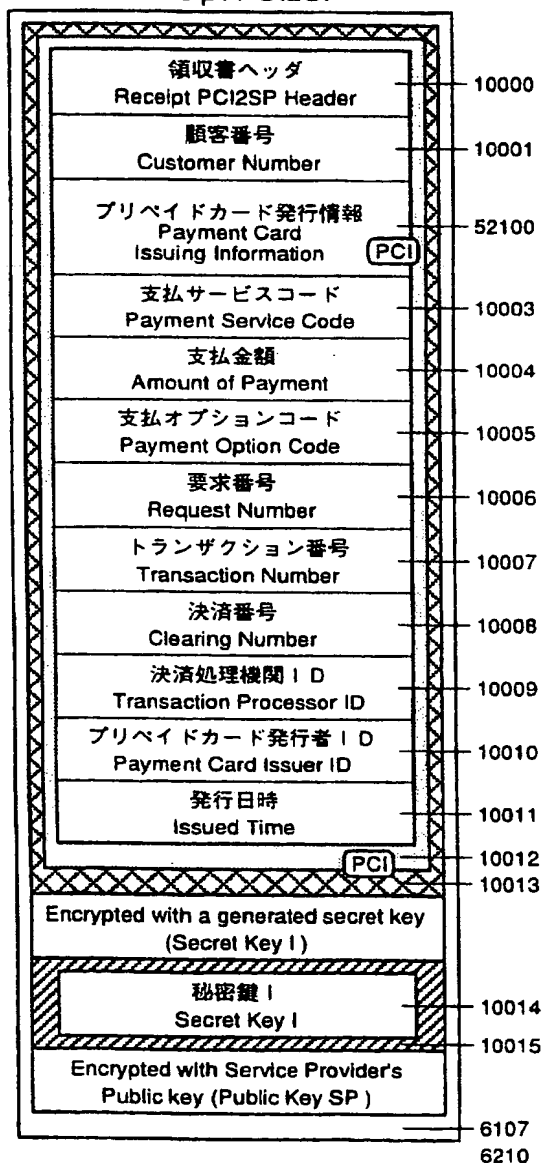 領収書ヘッダ
Receipt PCI2SP Header
10000
顧客番号
Customer Number
10001
プリペイドカード発行情報
Payment Card
Issuing Information
PCI
52100
支払サービスコード
Payment Service Code
10003
支払金額
Amount of Payment
10004
支払オプションコード
Payment Option Code
10005
要求番号
Request Number
10006
トランザクション番号
Transaction Number
10007
決済番号
Clearing Number
10008
決済処理機関ID
Transaction Processor ID
10009
プリペイドカード発行者ID
Payment Card Issuer ID
10010
発行日時
Issued Time
10011
PCI
10012
10013
Encrypted with a generated secret key
(Secret Key I)
秘密鍵 I
Secret Key I
10014
10015
Encrypted with Service Provider's
Public key (Public Key SP )
6107
6210